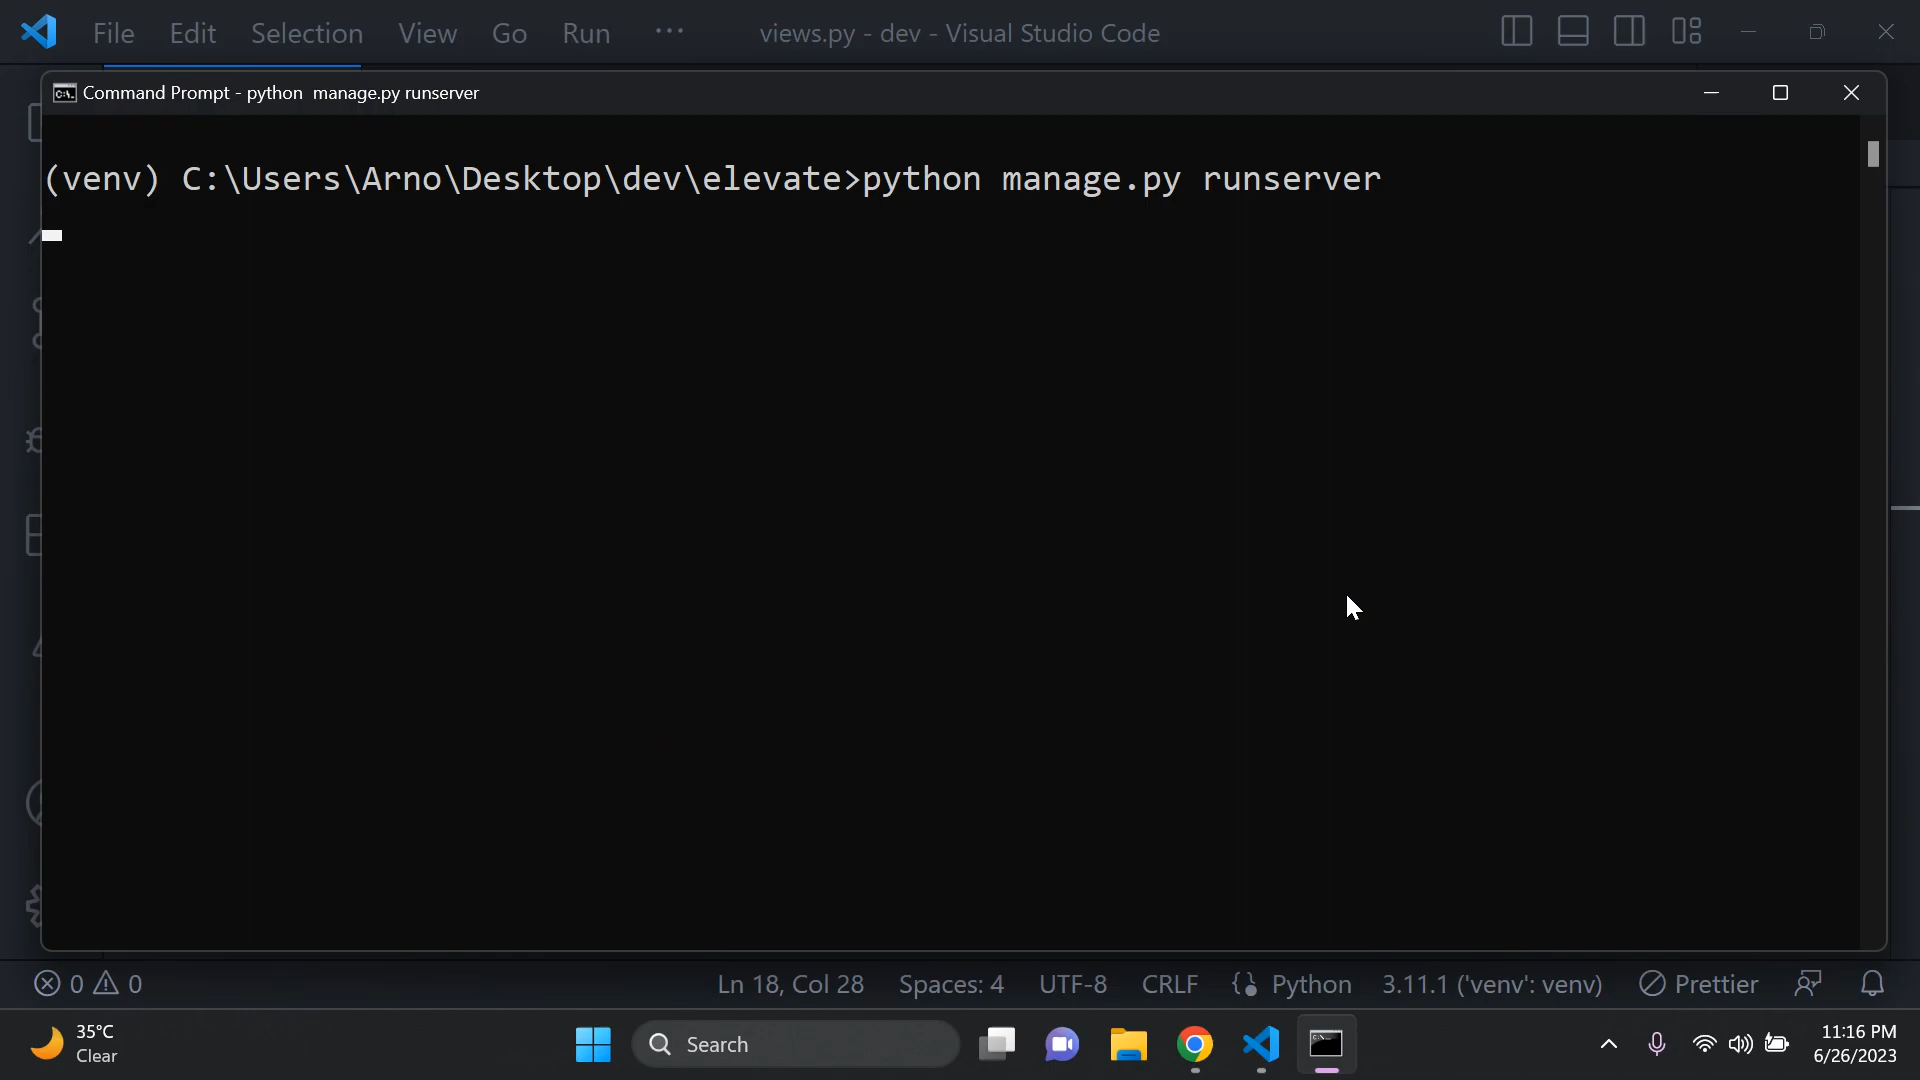 File Edit Selection View Go Run ··· views.py - dev - Visual Studio Code
Command Prompt - python  manage.py runserver
(venv) C:\Users\Arno\Desktop\dev\elevate>python manage.py runserver
0 0 Ln 18, Col 28 Spaces: 4 UTF-8 CRLF {} Python 3.11.1 ('venv': venv) Prettier
35°C
Clear
Search
11:16 PM
6/26/2023